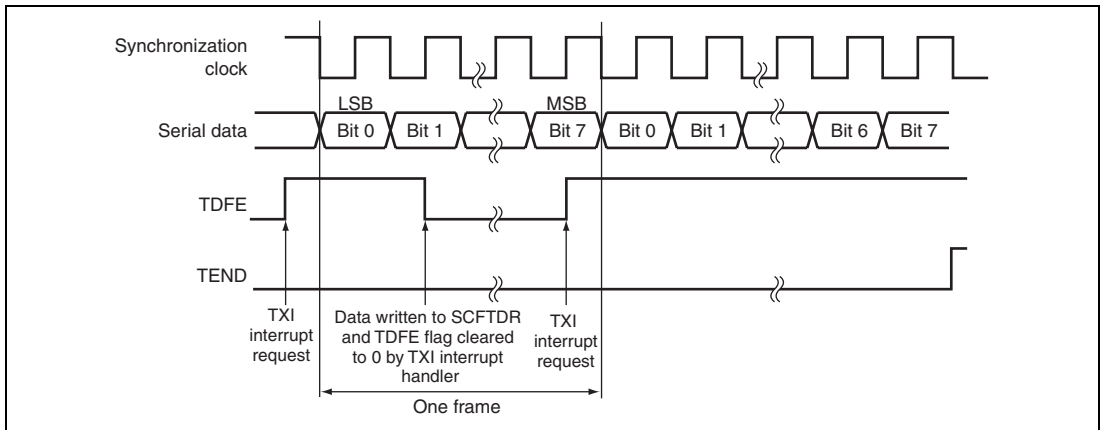 Synchronization
clock
LSB
MSB
Serial data
Bit 0
Bit 1
Bit 7
Bit 0
Bit 1
Bit 6
Bit 7
TDFE
TEND
TXI
interrupt
request
Data written to SCFTDR
and TDFE flag cleared
to 0 by TXI interrupt
handler
TXI
interrupt
request
One frame